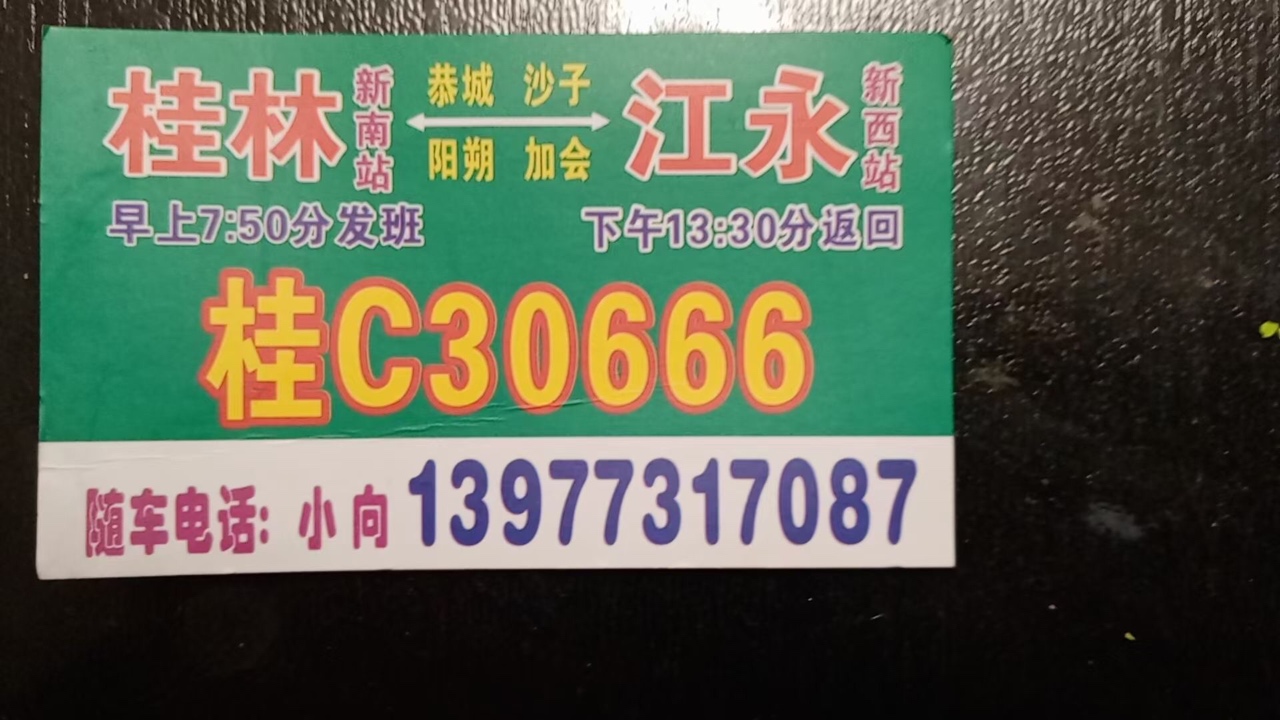 桂林 新南站 恭城 沙子 江永 新西站
阳朔 加会
早上7:50分发班 下午13:30分返回
桂C30666
随车电话: 小向 13977317087